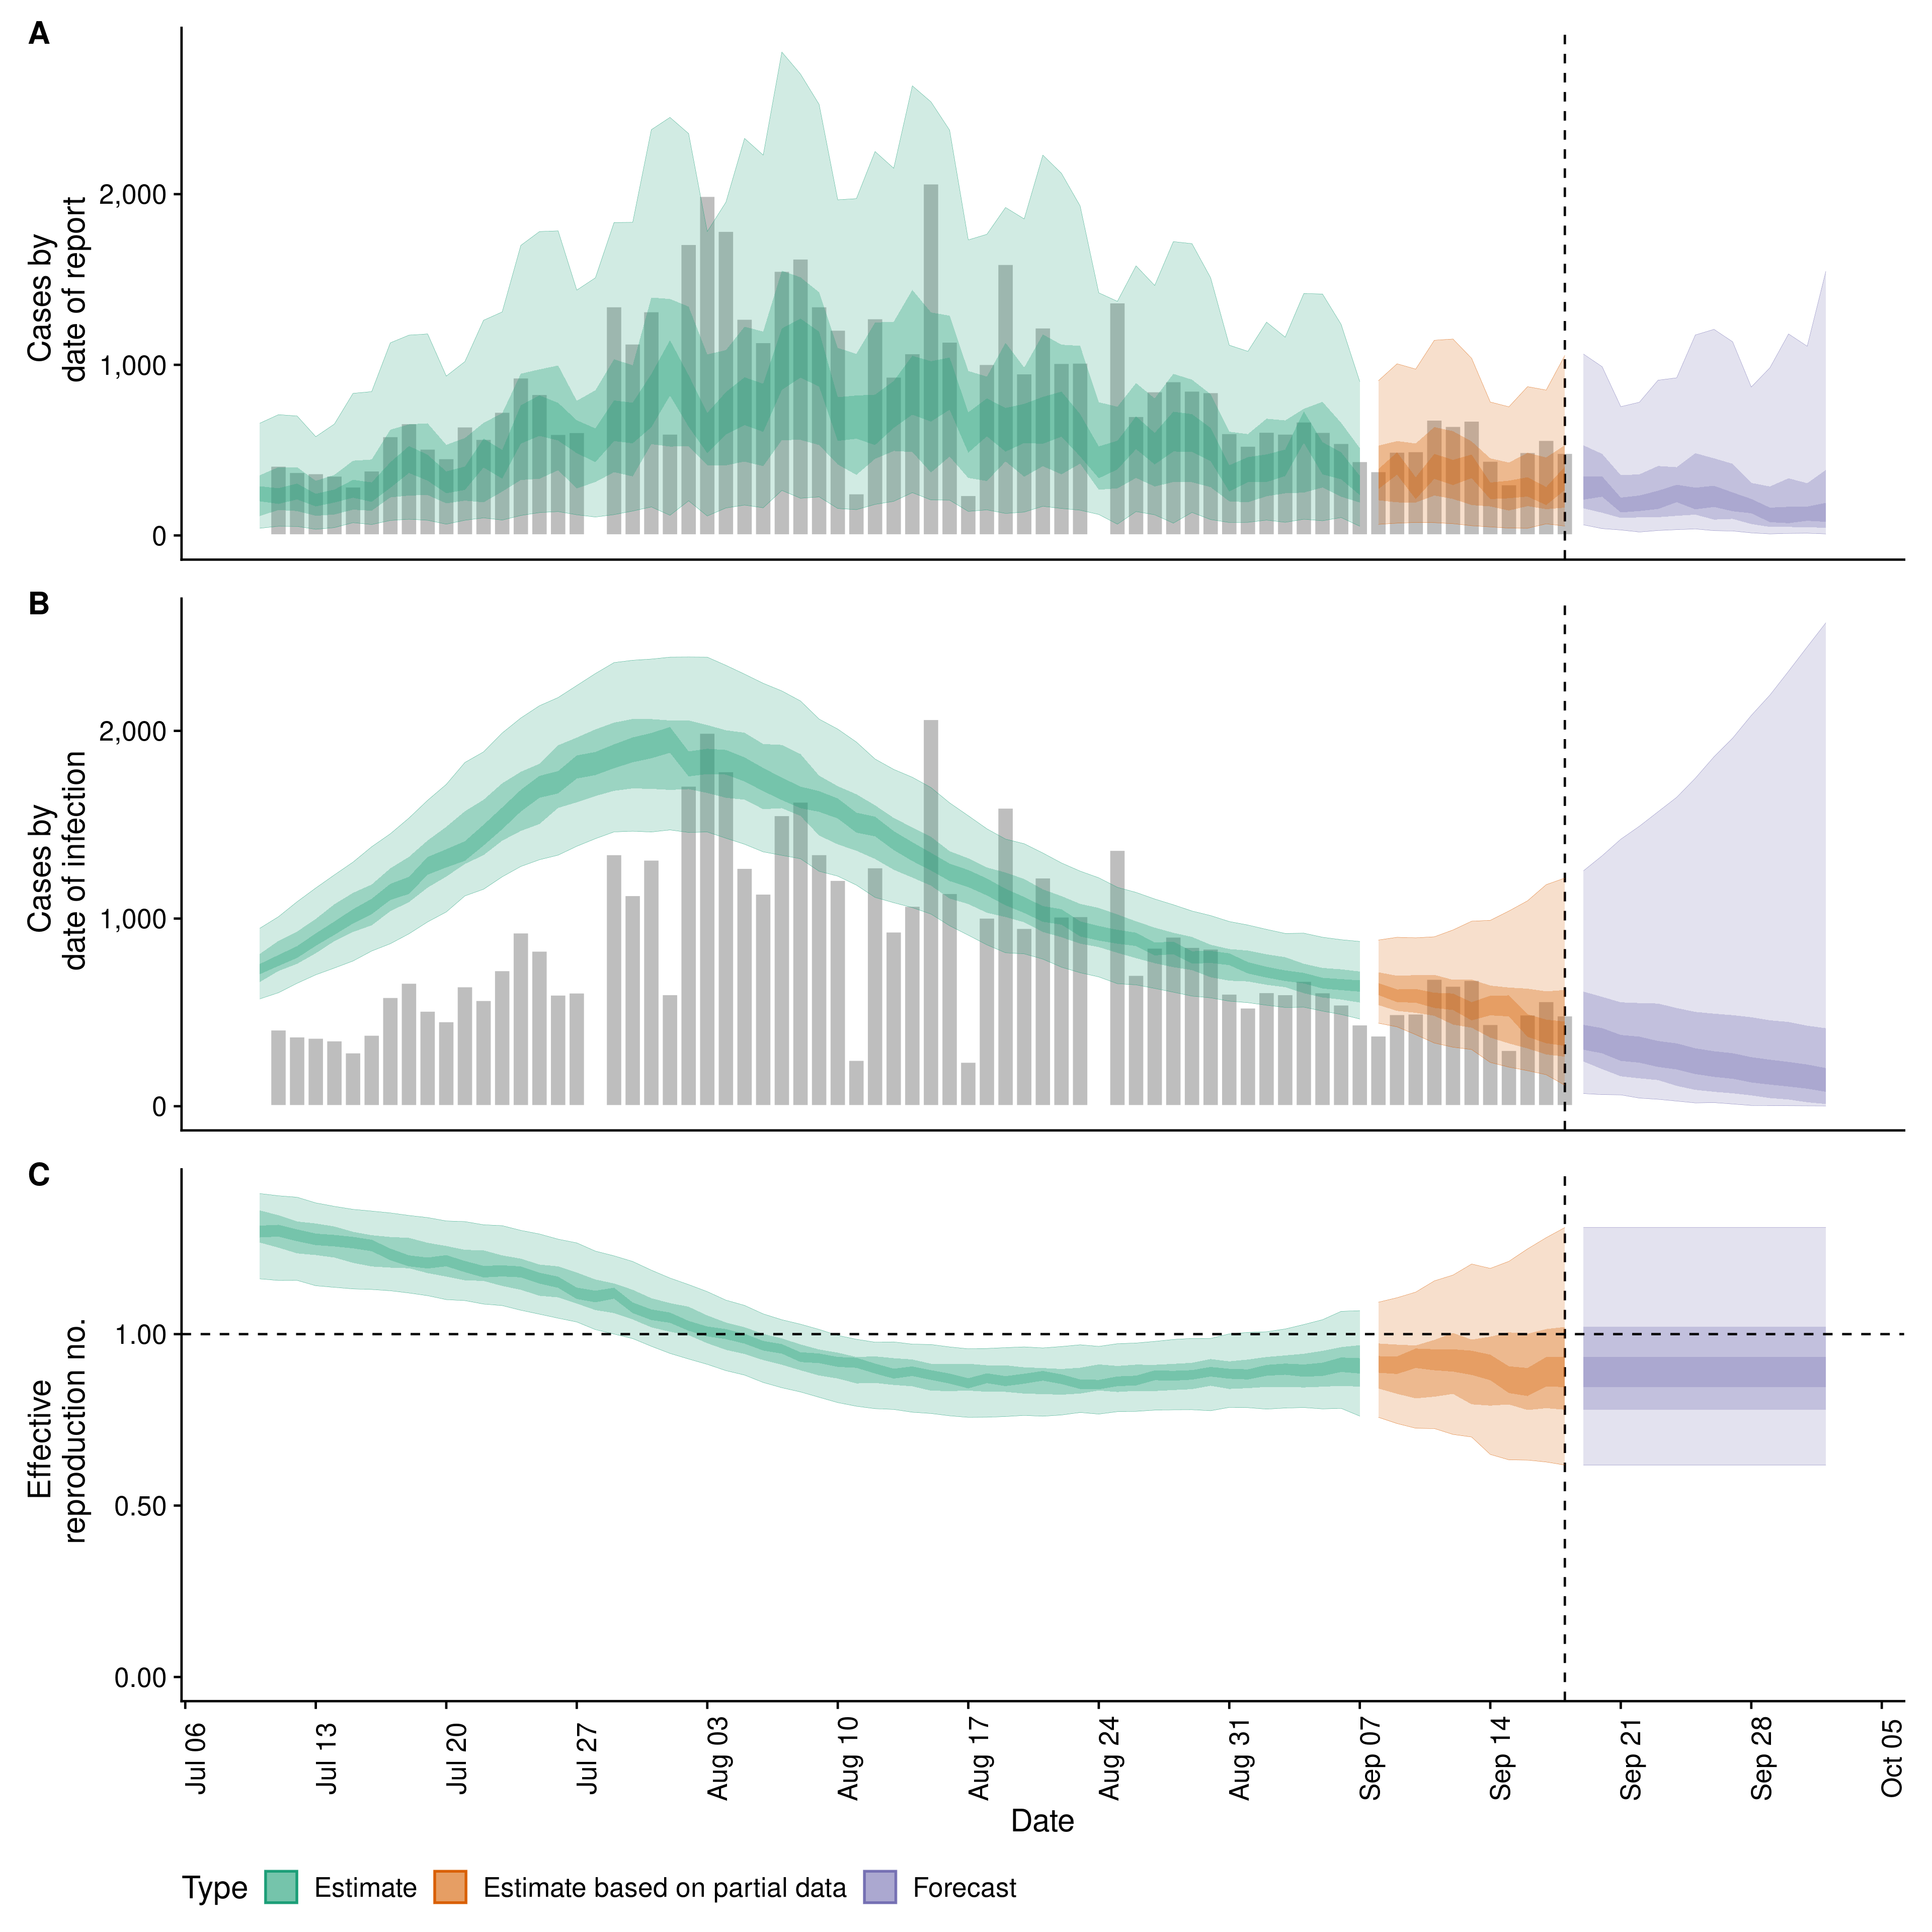 A
Cases by
date of report
2,000
1,000
0
B
Cases by
date of infection
2,000
1,000
0
C
Effective
reproduction no.
1.00
0.50
0.00
Jul 06
Jul 13
Jul 20
Jul 27
Aug 03
Aug 10
Aug 17
Aug 24
Aug 31
Sep 07
Sep 14
Sep 21
Sep 28
Oct 05
Date
Type Estimate Estimate based on partial data Forecast